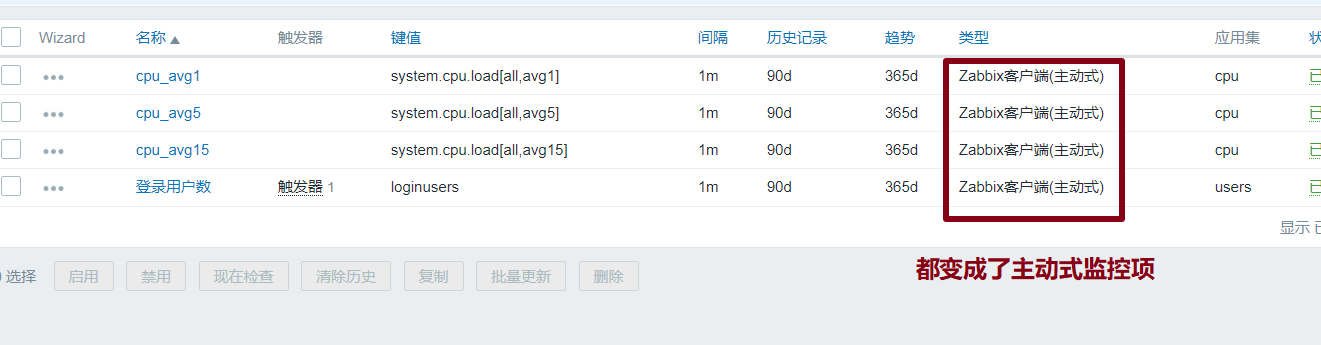 Wizard 名称 触发器 键值 间隔 历史记录 趋势 类型 应用集
cpu_avg1 system.cpu.load[all,avg1] 1m 90d 365d Zabbix客户端(主动式) cpu
cpu_avg5 system.cpu.load[all,avg5] 1m 90d 365d Zabbix客户端(主动式) cpu
cpu_avg15 system.cpu.load[all,avg15] 1m 90d 365d Zabbix客户端(主动式) cpu
登录用户数 触发器 1 loginusers 1m 90d 365d Zabbix客户端(主动式) users
显示
选择 启用 禁用 现在检查 清除历史 复制 批量更新 删除
都变成了主动式监控项